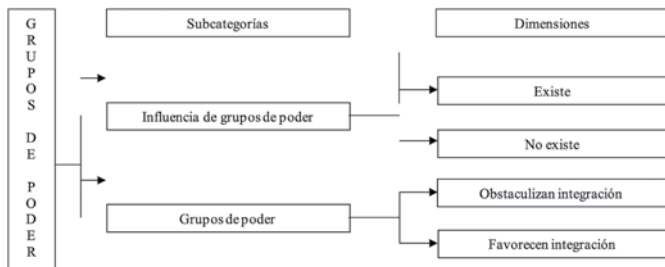 GRUPOS DE PODER
Subcategorías
Dimensiones
Influencia de grupos de poder
Existe
No existe
Grupos de poder
Obstaculizan integración
Favorecen integración